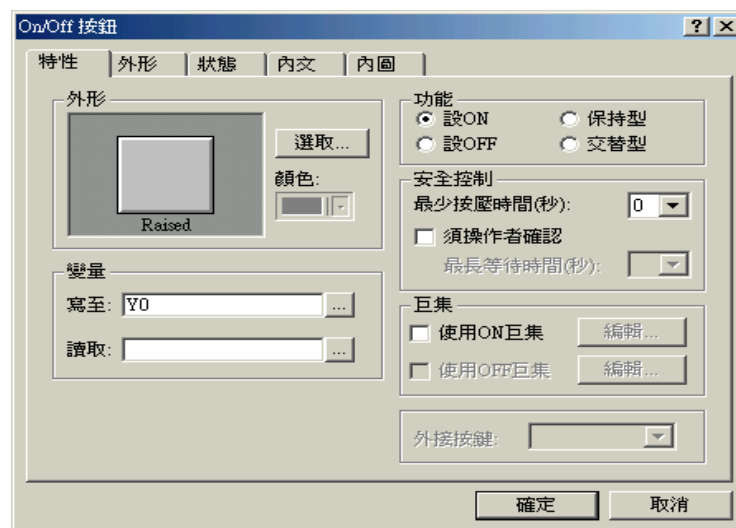 On/Off 按鈕
特性 外形 狀態 內文 內圖
外形
Raised
選取...
顏色:
變量
寫至: Y0 ...
讀取: ...
功能
設ON 保持型
設OFF 交替型
安全控制
最少按壓時間(秒): 0
須操作者確認
最長等待時間(秒):
巨集
使用ON巨集 編輯...
使用OFF巨集 編輯...
外接按鍵:
確定 取消